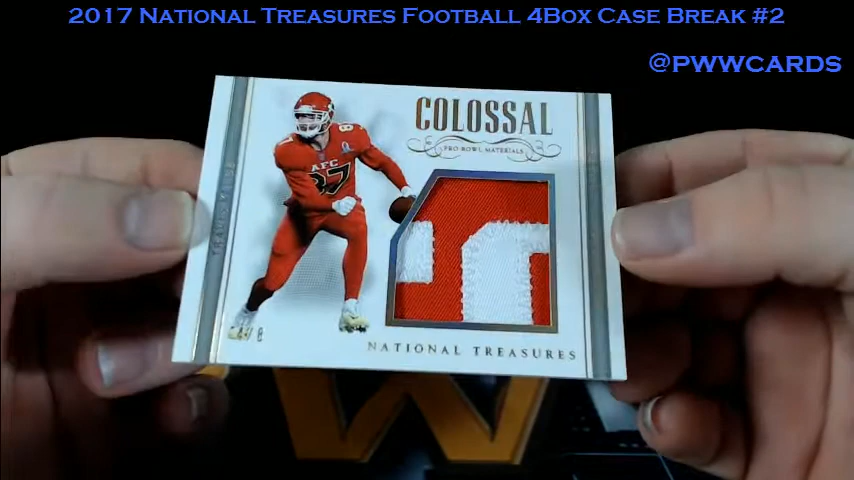 2017 National Treasures Football 4Box Case Break #2
@PWWCARDS
COLOSSAL
PRO BOWL MATERIALS
AFC
87
NATIONAL TREASURES
W